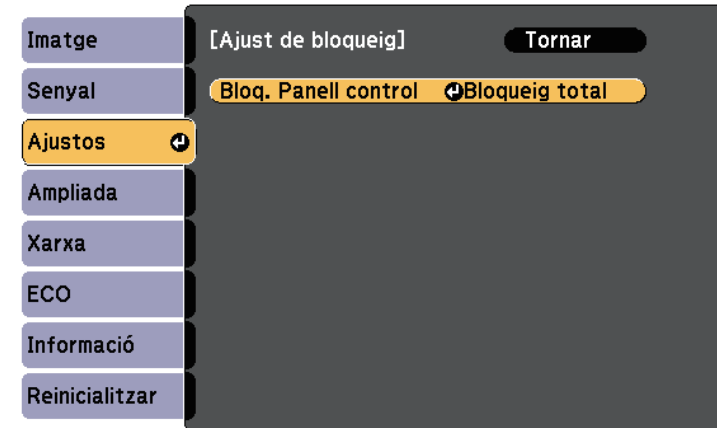 Imatge
Senyal
Ajustos
Ampliada
Xarxa
ECO
Informació
Reinicialitzar
[Ajust de bloqueig] Tornar
Bloq. Panell control Bloqueig total